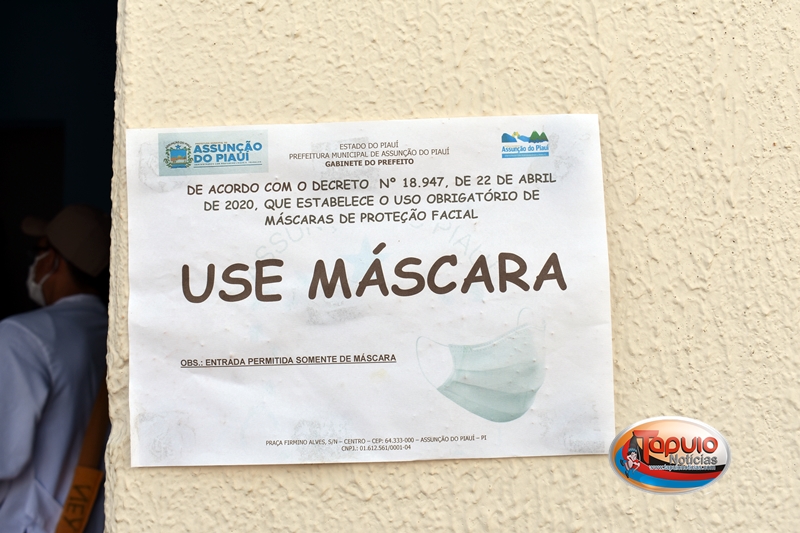 ASSUNÇÃO
DO PIAUÍ
ESTADO DO PIAUÍ
PREFEITURA MUNICIPAL DE ASSUNÇÃO DO PIAUÍ
GABINETE DO PREFEITO
Assunção do Piauí
DE ACORDO COM O DECRETO Nº 18.947, DE 22 DE ABRIL
DE 2020, QUE ESTABELECE O USO OBRIGATÓRIO DE
MÁSCARAS DE PROTEÇÃO FACIAL
USE MÁSCARA
OBS.: ENTRADA PERMITIDA SOMENTE DE MÁSCARA
PRAÇA FIRMINO ALVES, S/N – CENTRO – CEP: 64.333-000 – ASSUNÇÃO DO PIAUÍ – PI
CNPJ.: 01.612.561/0001-04
Tapuio
Notícias